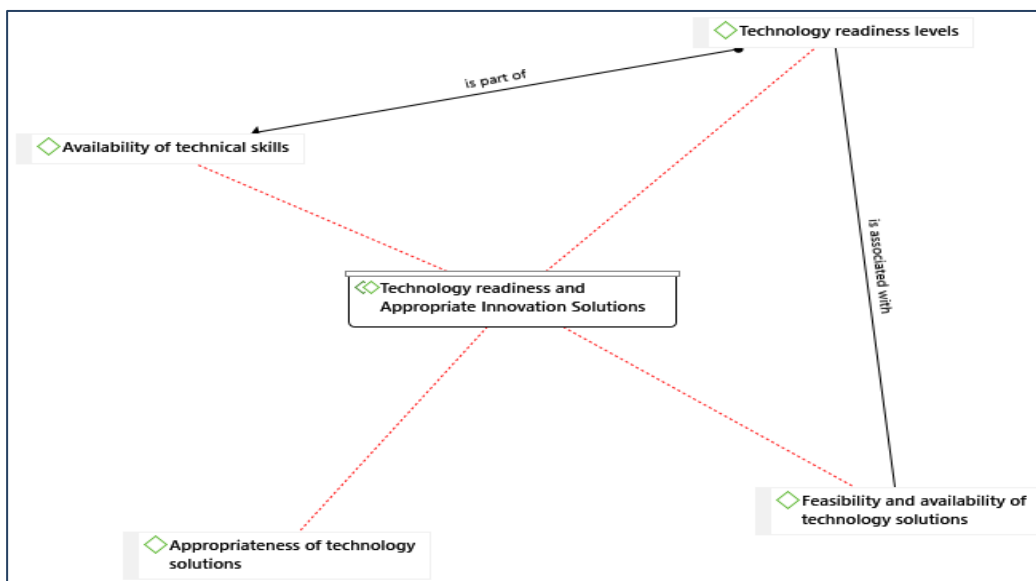 Technology readiness levels
is part of
Availability of technical skills
is associated with
Technology readiness and
Appropriate Innovation Solutions
Feasibility and availability of
technology solutions
Appropriateness of technology
solutions